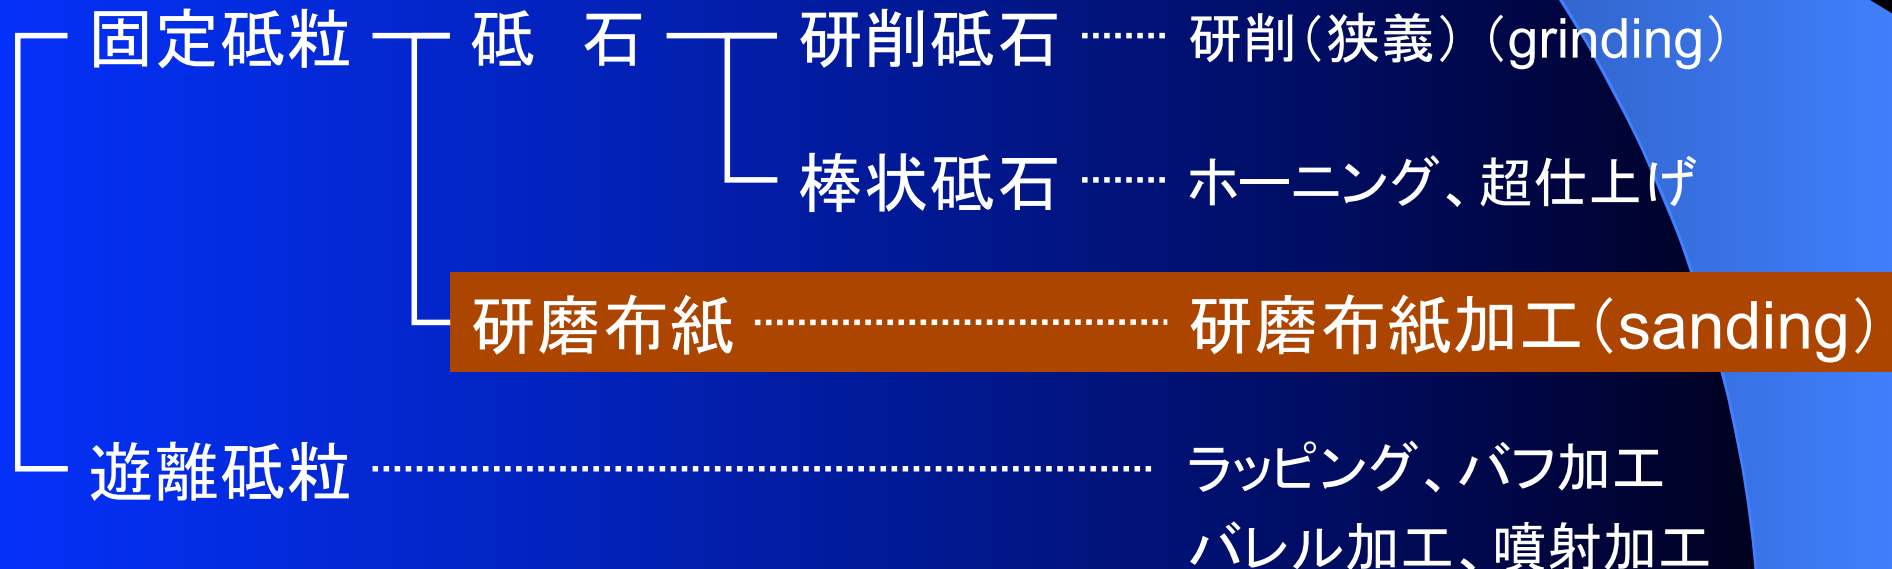 固定砥粒 砥 石 研削砥石 研削（狭義）（grinding）
棒状砥石 ホーニング、超仕上げ
研磨布紙 研磨布紙加工（sanding）
遊離砥粒 ラッピング、バフ加工
バレル加工、噴射加工